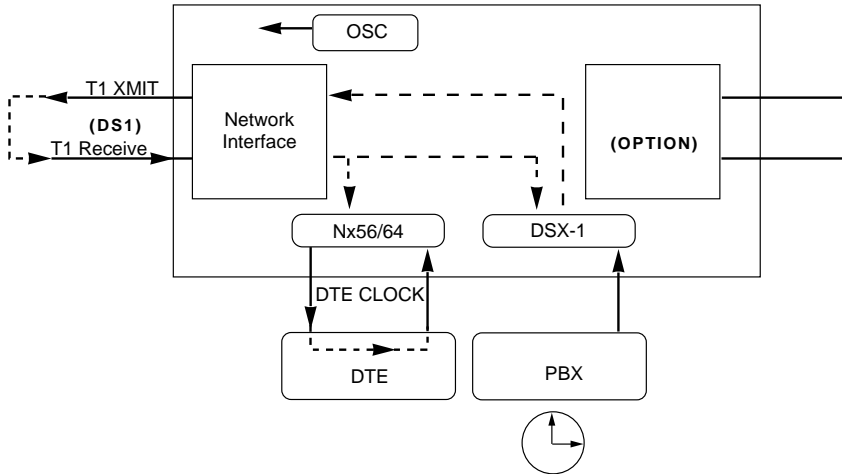 OSC
T1 XMIT
(DS1)
T1 Receive
Network
Interface
(OPTION)
Nx56/64
DSX-1
DTE CLOCK
DTE
PBX